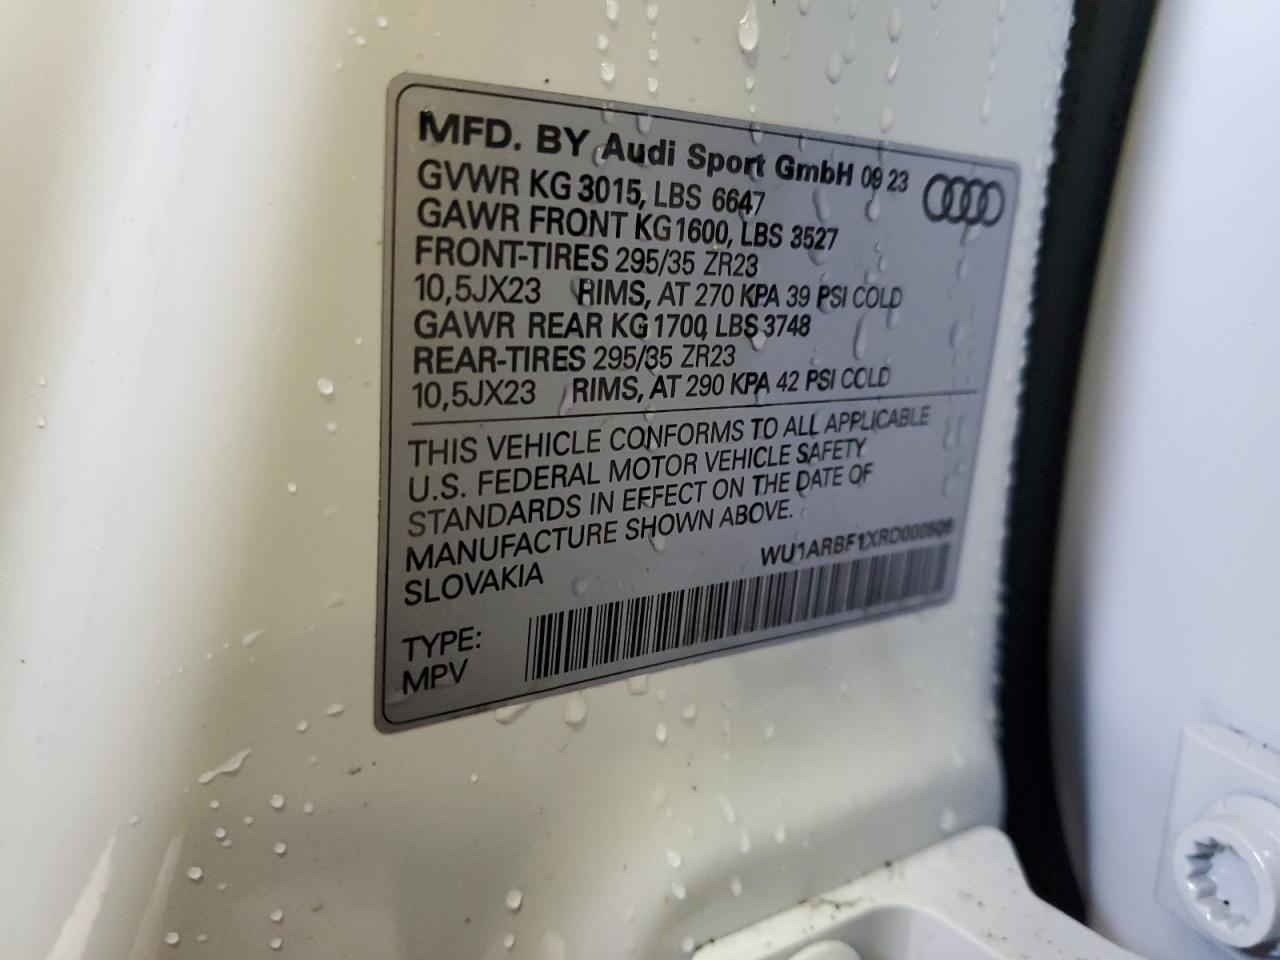 MFD. BY Audi Sport GmbH 09 23
GVWR KG 3015, LBS 6647
GAWR FRONT KG 1600, LBS 3527
FRONT-TIRES 295/35 ZR23
10,5JX23 RIMS, AT 270 KPA 39 PSI COLD
GAWR REAR KG 1700, LBS 3748
REAR-TIRES 295/35 ZR23
10,5JX23 RIMS, AT 290 KPA 42 PSI COLD
THIS VEHICLE CONFORMS TO ALL APPLICABLE
U.S. FEDERAL MOTOR VEHICLE SAFETY
STANDARDS IN EFFECT ON THE DATE OF
MANUFACTURE SHOWN ABOVE.
SLOVAKIA
TYPE:
MPV